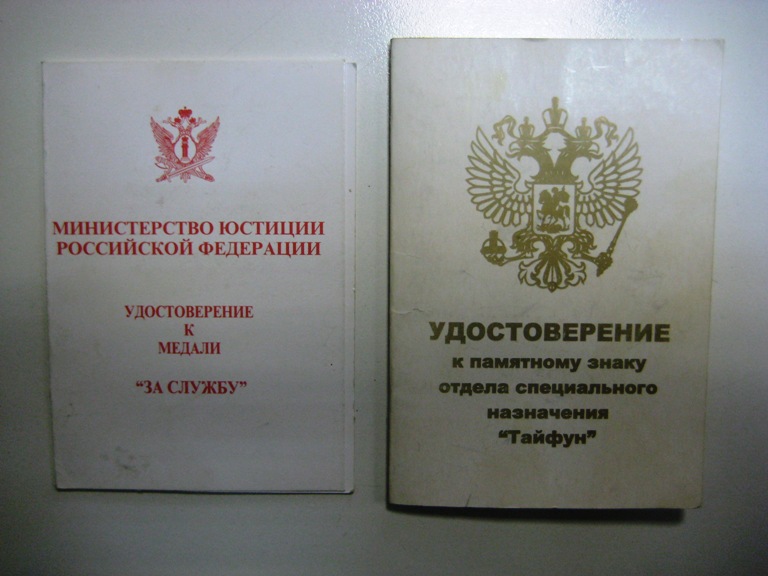 МИНИСТЕРСТВО ЮСТИЦИИ
РОССИЙСКОЙ ФЕДЕРАЦИИ
УДОСТОВЕРЕНИЕ
К
МЕДАЛИ
“ЗА СЛУЖБУ”
УДОСТОВЕРЕНИЕ
к памятному знаку
отдела специального
назначения
“Тайфун”